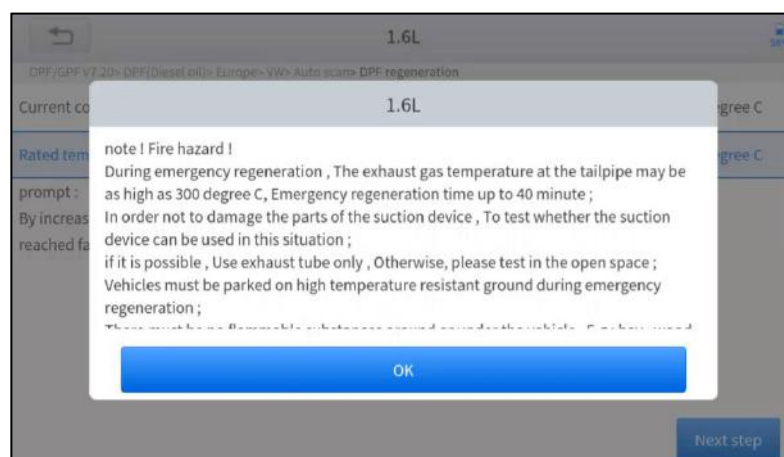 1.6L
DPF/GPF V7.20> DPF(Diesel oil)> Europe> VW> Auto scan> DPF regeneration
Current co
egree C
1.6L
Rated tem
egree C
note ! Fire hazard !
During emergency regeneration , The exhaust gas temperature at the tailpipe may be
as high as 300 degree C, Emergency regeneration time up to 40 minute ;
In order not to damage the parts of the suction device , To test whether the suction
device can be used in this situation ;
if it is possible , Use exhaust tube only , Otherwise, please test in the open space ;
Vehicles must be parked on high temperature resistant ground during emergency
regeneration ;
prompt :
By increas
reached fa
OK
Next step